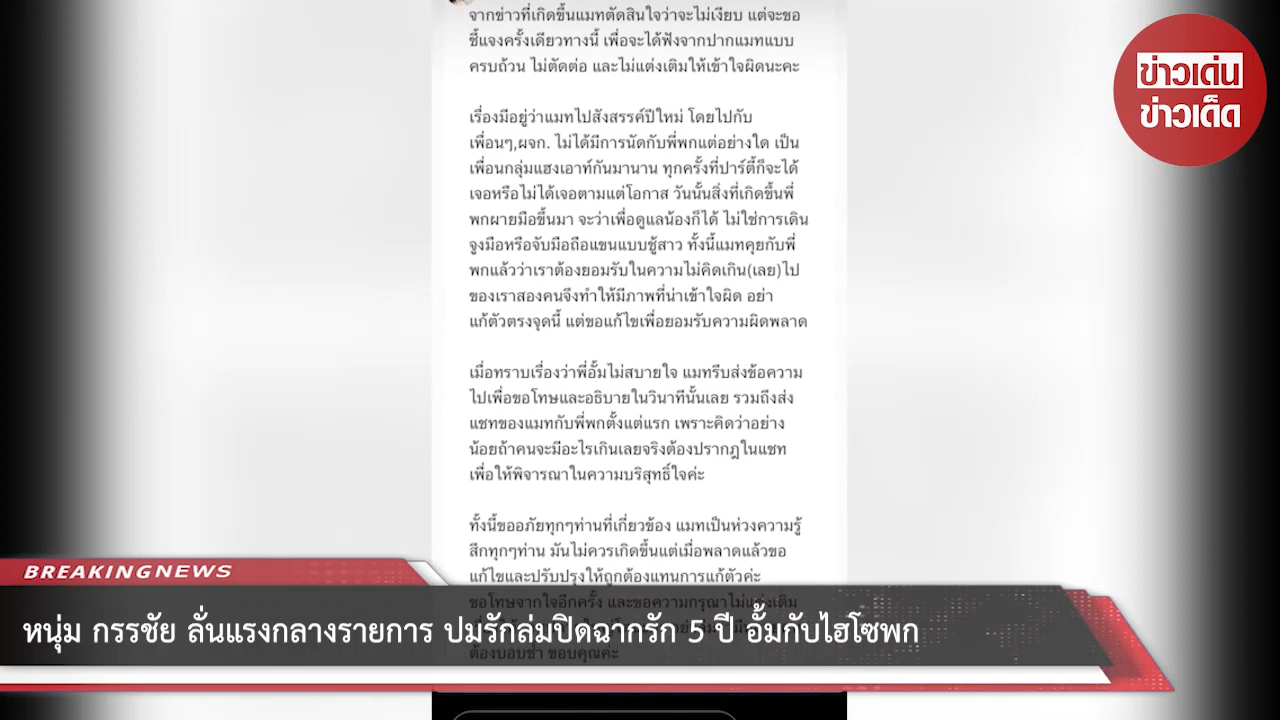 จากข่าวที่เกิดขึ้นแมทตัดสินใจว่าจะไม่เงียบ แต่จะขอ
ชี้แจงครั้งเดียวทางนี้ เพื่อจะได้ฟังจากปากแมทแบบ
ครบถ้วน ไม่ตัดต่อ และไม่แต่งเติมให้เข้าใจผิดนะคะ
เรื่องมีอยู่ว่าแมทไปสังสรรค์ปีใหม่ โดยไปกับ
เพื่อนๆ,ผจก. ไม่ได้มีการนัดกับพี่พกแต่อย่างใด เป็น
เพื่อนกลุ่มแฮงเอาท์กันมานาน ทุกครั้งที่ปาร์ตี้ก็จะได้
เจอหรือไม่ได้เจอตามแต่โอกาส วันนั้นสิ่งที่เกิดขึ้นพี่
พกผายมือขึ้นมา จะว่าเพื่อดูแลน้องก็ได้ ไม่ใช่การเดิน
จูงมือหรือจับมือถือแขนแบบชู้สาว ทั้งนี้แมทคุยกับพี่
พกแล้วว่าเราต้องยอมรับในความไม่คิดเกิน(เลย)ไป
ของเราสองคนจึงทำให้มีภาพที่น่าเข้าใจผิด อย่า
แก้ตัวตรงจุดนี้ แต่ขอแก้ไขเพื่อยอมรับความผิดพลาด
เมื่อทราบเรื่องว่าพี่อั้มไม่สบายใจ แมทรีบส่งข้อความ
ไปเพื่อขอโทษและอธิบายในวินาทีนั้นเลย รวมถึงส่ง
แชทของแมทกับพี่พกตั้งแต่แรก เพราะคิดว่าอย่าง
น้อยถ้าคนจะมีอะไรเกินเลยจริงต้องปรากฏในแชท
เพื่อให้พิจารณาในความบริสุทธิ์ใจค่ะ
ทั้งนี้ขออภัยทุกๆท่านที่เกี่ยวข้อง แมทเป็นห่วงความรู้
สึกทุกๆท่าน มันไม่ควรเกิดขึ้นแต่เมื่อพลาดแล้วขอ
แก้ไขและปรับปรุงให้ถูกต้องแทนการแก้ตัวค่ะ
ขอโทษจากใจอีกครั้ง และขอความกรุณาไม่แต่งเติม
ต้องบอบช้ำ ขอบคุณค่ะ
ข่าวเด่น
ข่าวเด็ด
BREAKING NEWS
หนุ่ม กรรชัย ลั่นแรงกลางรายการ ปมรักล่มปิดฉากรัก 5 ปี อั้มกับไฮโซพก